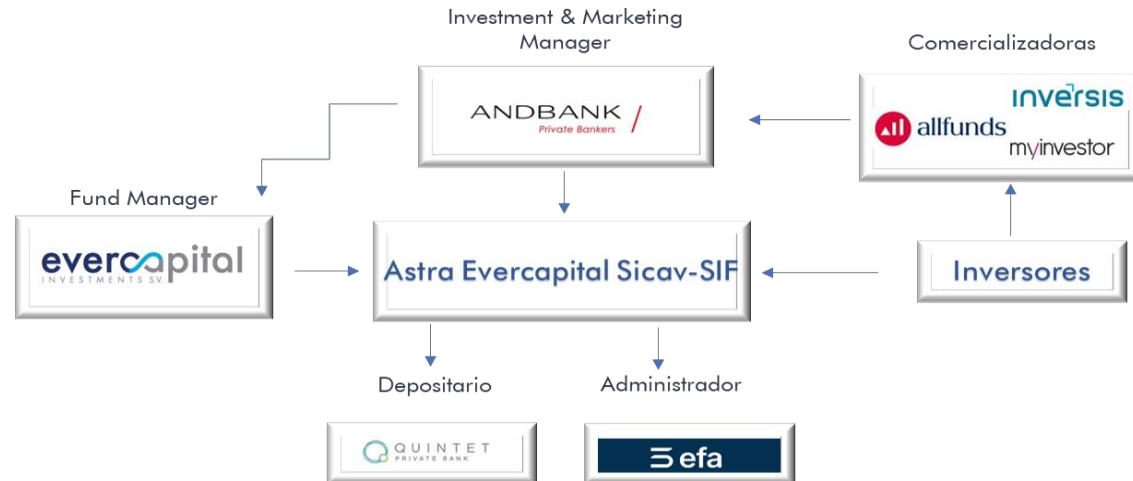 Investment & Marketing
Manager
Comercializadoras
ANDBANK
Private Bankers
inversis
allfunds
myinvestor
Fund Manager
evercapital
INVESTMENTS S.V.
Astra Evercapital Sicav-SIF
Inversores
Depositario
Administrador
QUINTET
PRIVATE BANK
efa